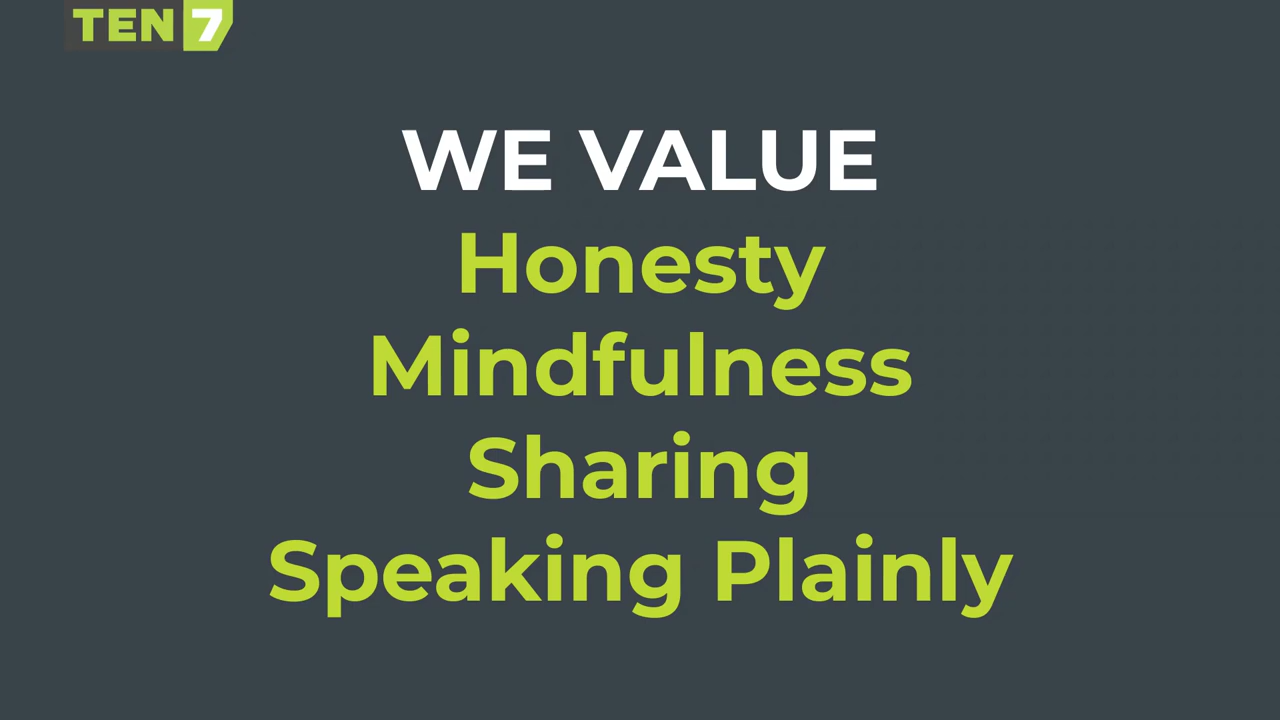 TEN 7
WE VALUE
Honesty
Mindfulness
Sharing
Speaking Plainly